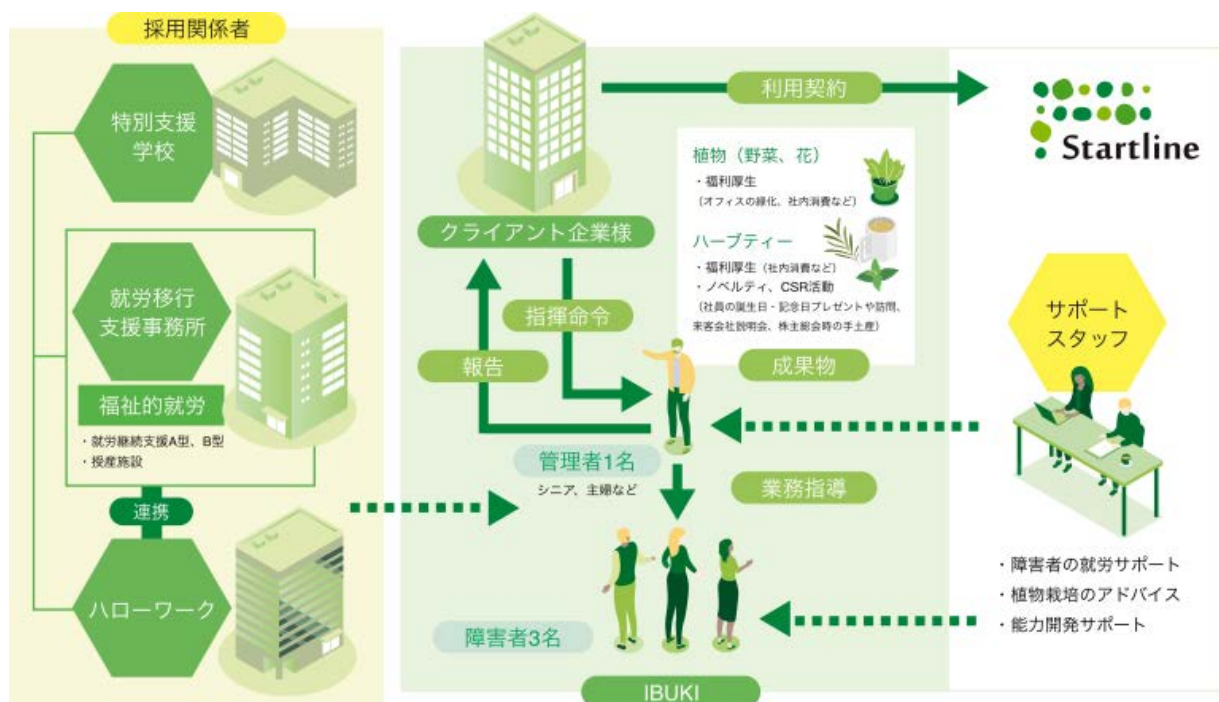 採用関係者
特別支援
学校
就労移行
支援事務所
福祉的就労
・就労継続支援A型、B型
・授産施設
連携
ハローワーク
クライアント企業様
利用契約
Startline
植物（野菜、花）
・福利厚生
（オフィスの緑化、社内消費など）
ハーブティー
・福利厚生（社内消費など）
・ノベルティ、CSR活動
（社員の誕生日・記念日プレゼントや訪問、
来客会社説明会、株主総会時の手土産）
成果物
指揮命令
報告
管理者1名
シニア、主婦など
業務指導
障害者3名
IBUKI
サポート
スタッフ
・障害者の就労サポート
・植物栽培のアドバイス
・能力開発サポート